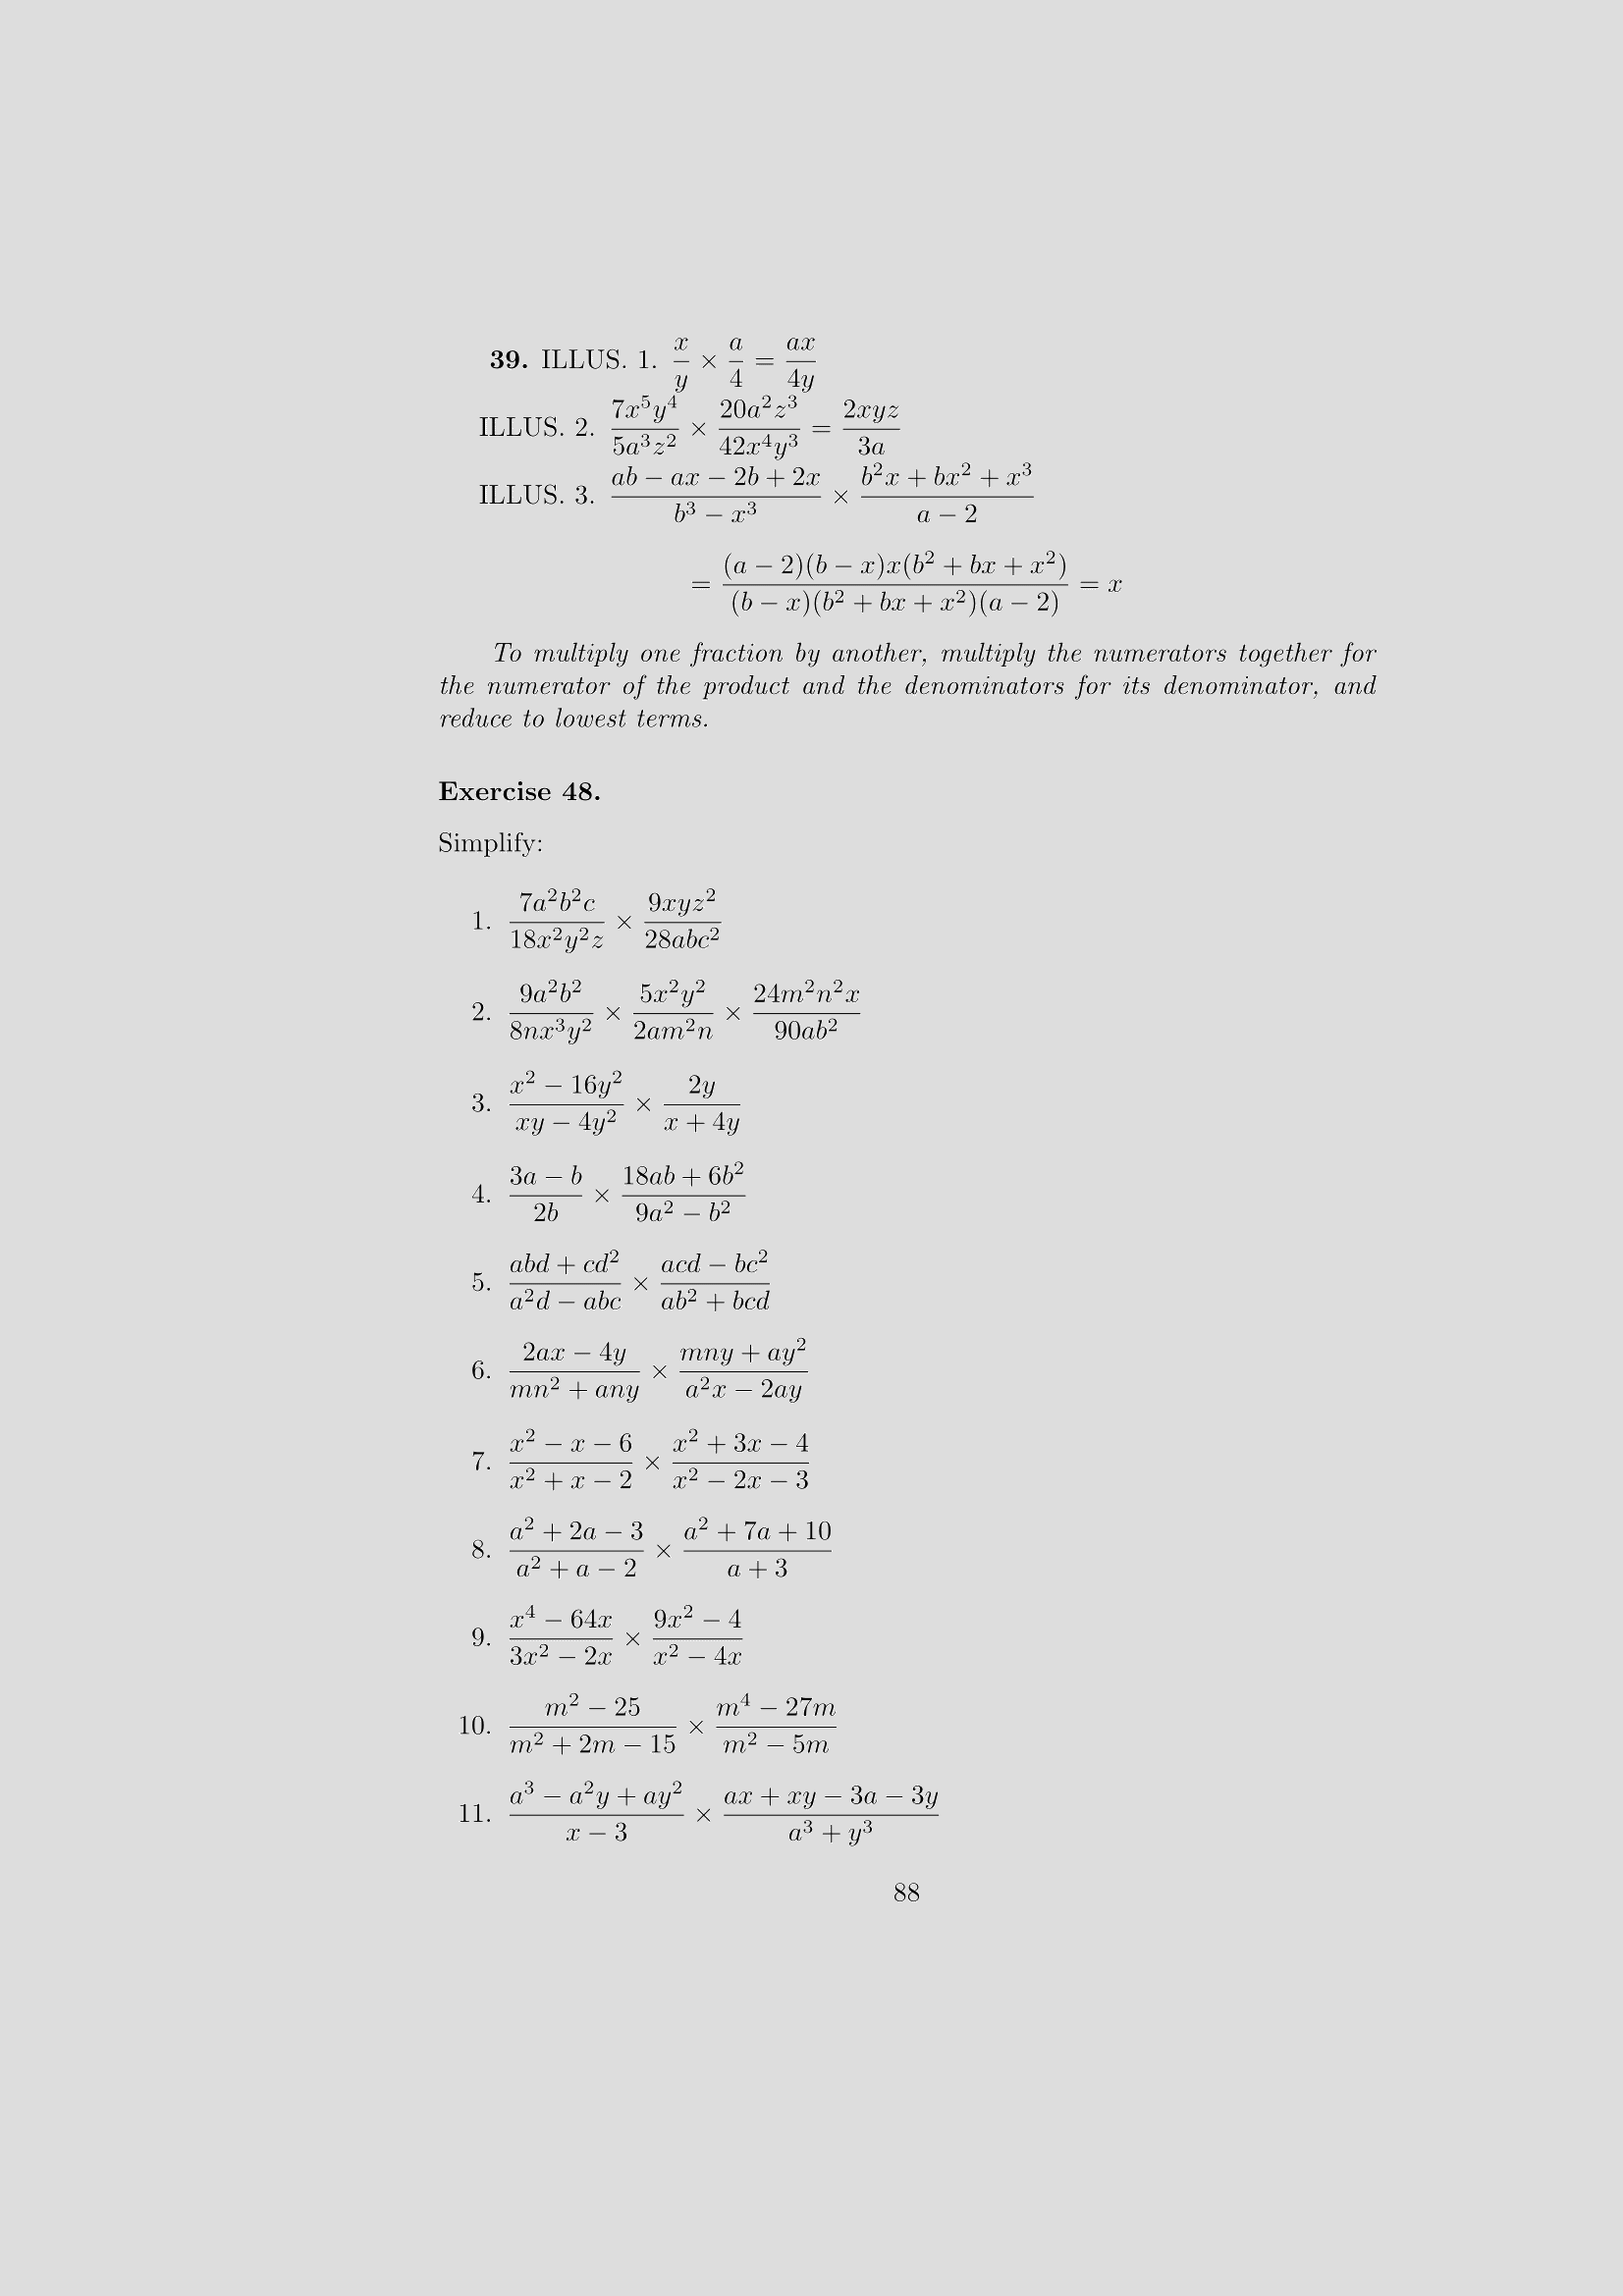 39. ILLUS. 1. $\frac{x}{y} \times \frac{a}{4} = \frac{ax}{4y}$
ILLUS. 2. $\frac{7x^5y^4}{5a^3z^2} \times \frac{20a^2z^3}{42x^4y^3} = \frac{2xyz}{3a}$
ILLUS. 3. $\frac{ab - ax - 2b + 2x}{b^3 - x^3} \times \frac{b^2x + bx^2 + x^3}{a - 2}$
$= \frac{(a - 2)(b - x)x(b^2 + bx + x^2)}{(b - x)(b^2 + bx + x^2)(a - 2)} = x$
To multiply one fraction by another, multiply the numerators together for
the numerator of the product and the denominators for its denominator, and
reduce to lowest terms.
Exercise 48.
Simplify:
1. $\frac{7a^2b^2c}{18x^2y^2z} \times \frac{9xyz^2}{28abc^2}$
2. $\frac{9a^2b^2}{8nx^3y^2} \times \frac{5x^2y^2}{2am^2n} \times \frac{24m^2n^2x}{90ab^2}$
3. $\frac{x^2 - 16y^2}{xy - 4y^2} \times \frac{2y}{x + 4y}$
4. $\frac{3a - b}{2b} \times \frac{18ab + 6b^2}{9a^2 - b^2}$
5. $\frac{abd + cd^2}{a^2d - abc} \times \frac{acd - bc^2}{ab^2 + bcd}$
6. $\frac{2ax - 4y}{mn^2 + any} \times \frac{mny + ay^2}{a^2x - 2ay}$
7. $\frac{x^2 - x - 6}{x^2 + x - 2} \times \frac{x^2 + 3x - 4}{x^2 - 2x - 3}$
8. $\frac{a^2 + 2a - 3}{a^2 + a - 2} \times \frac{a^2 + 7a + 10}{a + 3}$
9. $\frac{x^4 - 64x}{3x^2 - 2x} \times \frac{9x^2 - 4}{x^2 - 4x}$
10. $\frac{m^2 - 25}{m^2 + 2m - 15} \times \frac{m^4 - 27m}{m^2 - 5m}$
11. $\frac{a^3 - a^2y + ay^2}{x - 3} \times \frac{ax + xy - 3a - 3y}{a^3 + y^3}$
88